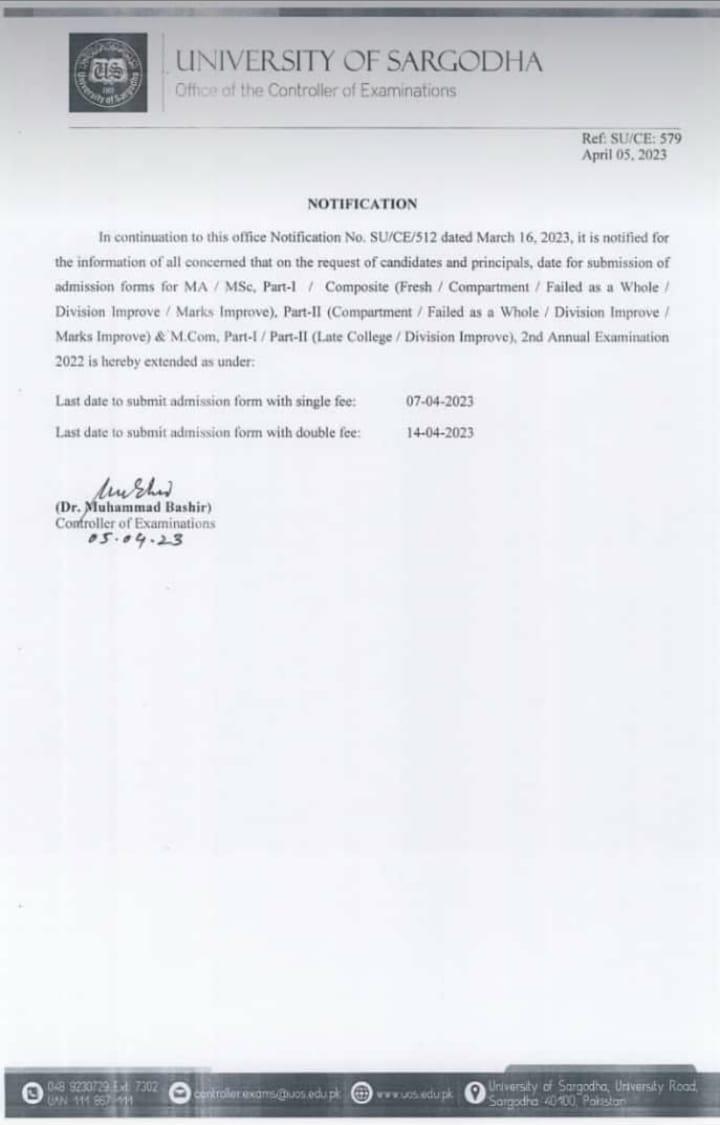 UNIVERSITY OF SARGODHA
Office of the Controller of Examinations
US
University of Sargodha
Ref: SU/CE: 579
April 05, 2023
NOTIFICATION
In continuation to this office Notification No. SU/CE/512 dated March 16, 2023, it is notified for
the information of all concerned that on the request of candidates and principals, date for submission of
admission forms for MA / MSc, Part-I / Composite (Fresh / Compartment / Failed as a Whole /
Division Improve / Marks Improve), Part-II (Compartment / Failed as a Whole / Division Improve /
Marks Improve) & M.Com, Part-I / Part-II (Late College / Division Improve), 2nd Annual Examination
2022 is hereby extended as under:
Last date to submit admission form with single fee: 07-04-2023
Last date to submit admission form with double fee: 14-04-2023
(Dr. Muhammad Bashir)
Controller of Examinations
05.04.23
048 9230729 Ext: 7302
UAN 111 867 111
controller.exams@uos.edu.pk
www.uos.edu.pk
University of Sargodha, University Road,
Sargodha 40100, Pakistan